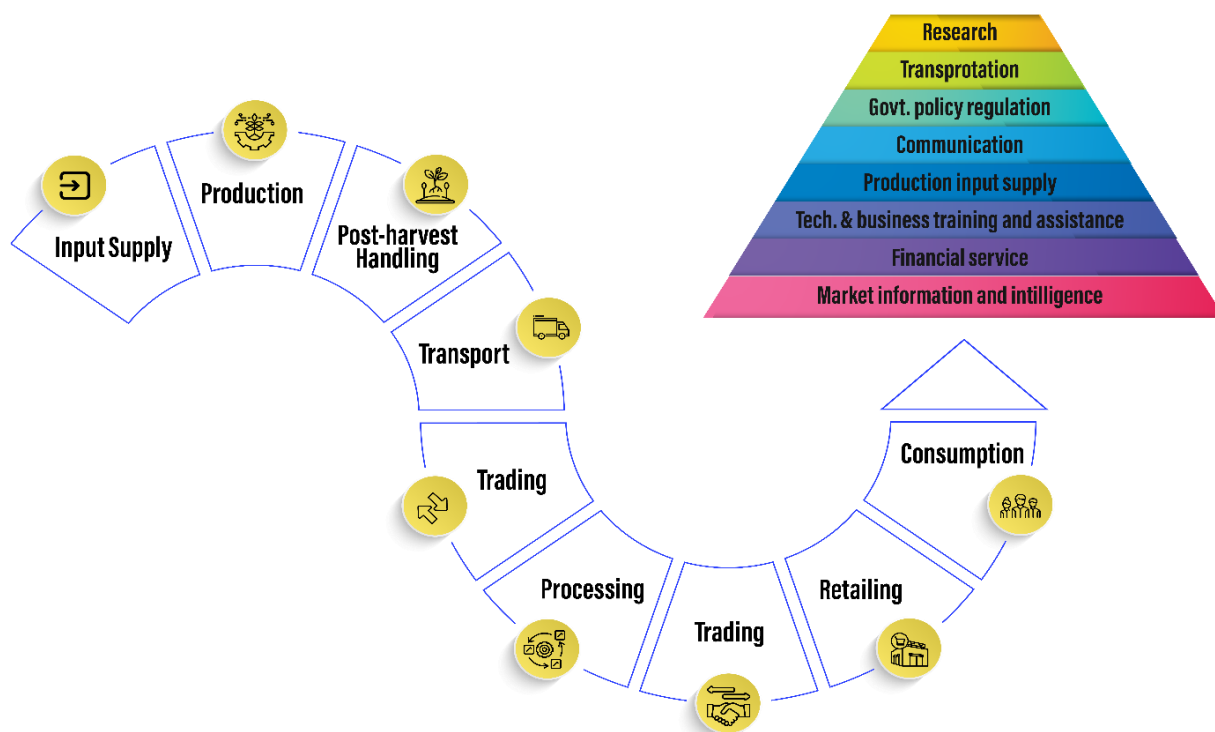 Research
Transprotation
Govt. policy regulation
Communication
Production input supply
Tech. & business training and assistance
Financial service
Market information and intilligence
Input Supply
Production
Post-harvest
Handling
Transport
Trading
Processing
Trading
Retailing
Consumption